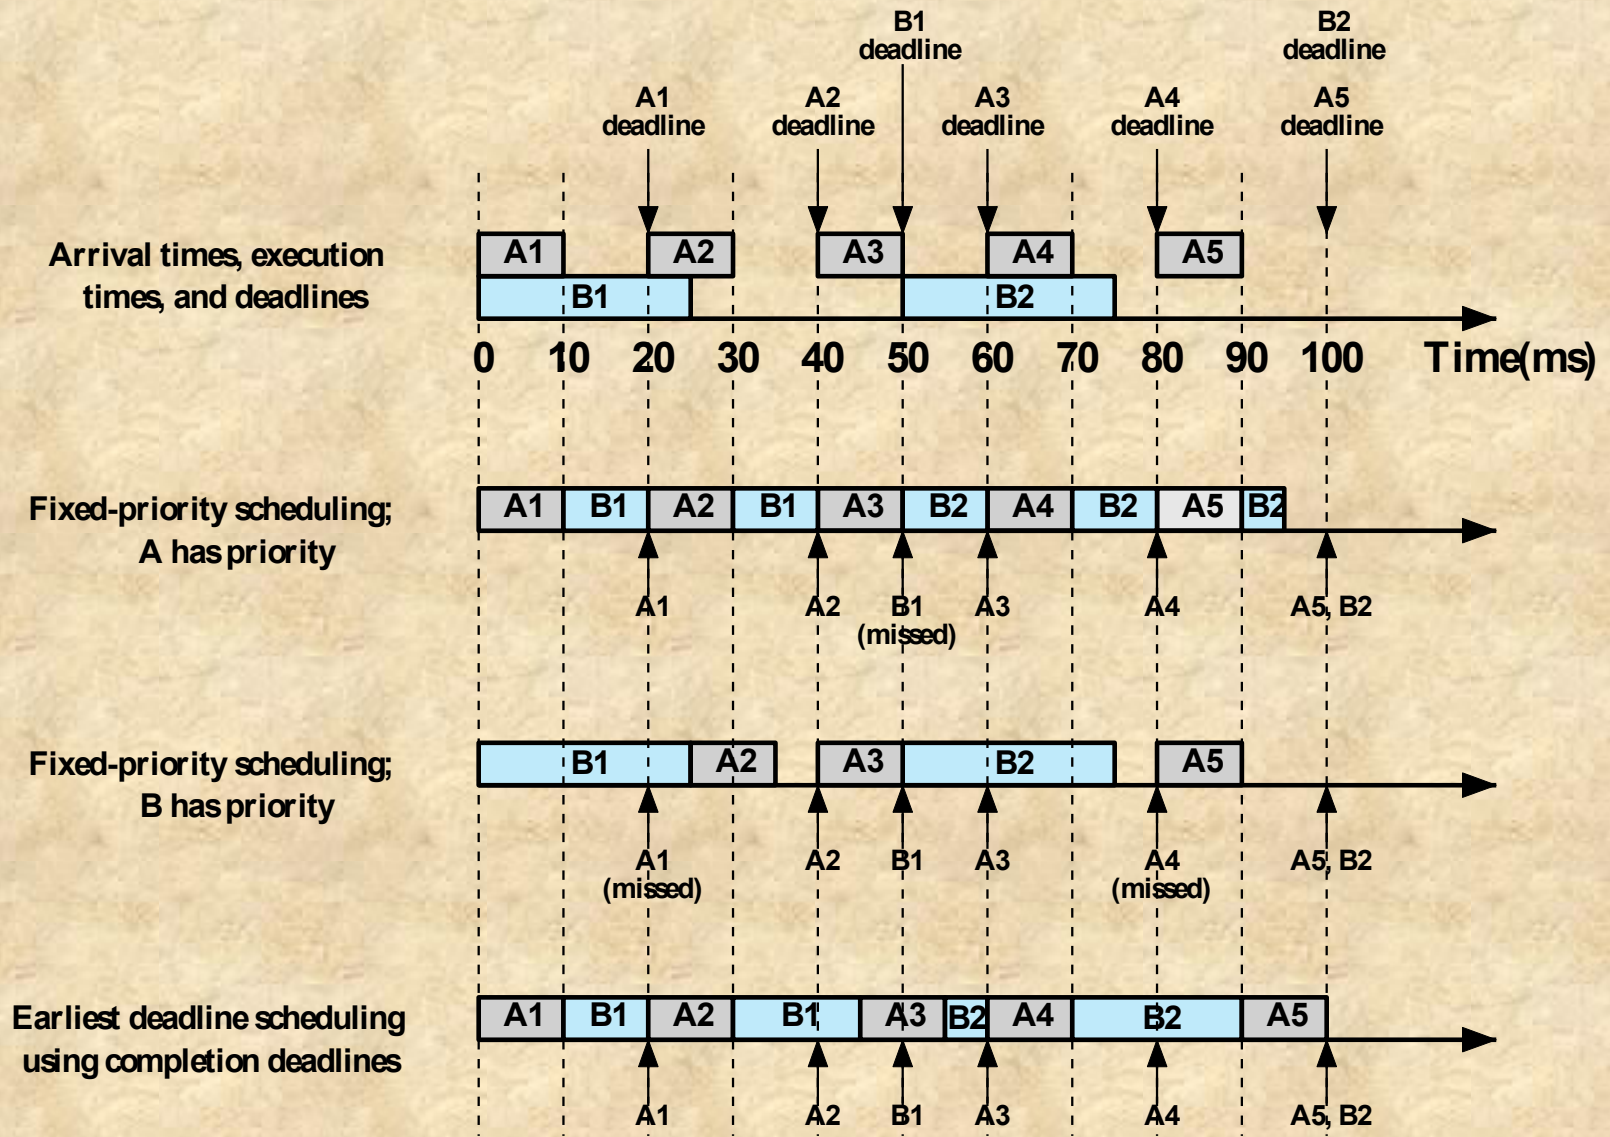 B1
deadline
B2
deadline
A1
deadline
A2
deadline
A3
deadline
A4
deadline
A5
deadline
Arrival times, execution
times, and deadlines
A1 A2 A3 A4 A5
B1 B2
0 10 20 30 40 50 60 70 80 90 100 Time(ms)
Fixed-priority scheduling;
A has priority
A1 B1 A2 B1 A3 B2 A4 B2 A5 B2
A1 A2 B1 A3 A4 A5, B2
(missed)
Fixed-priority scheduling;
B has priority
B1 A2 A3 B2 A5
A1 A2 B1 A3 A4 A5, B2
(missed) (missed)
Earliest deadline scheduling
using completion deadlines
A1 B1 A2 B1 A3 B2 A4 B2 A5
A1 A2 B1 A3 A4 A5, B2